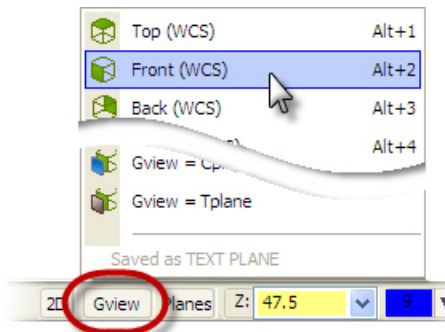 Top (WCS) Alt+1
Front (WCS) Alt+2
Back (WCS) Alt+3
Alt+4
Gview =
Gview = Tplane
Saved as TEXT PLANE
2D Gview Planes Z: 47.5 9